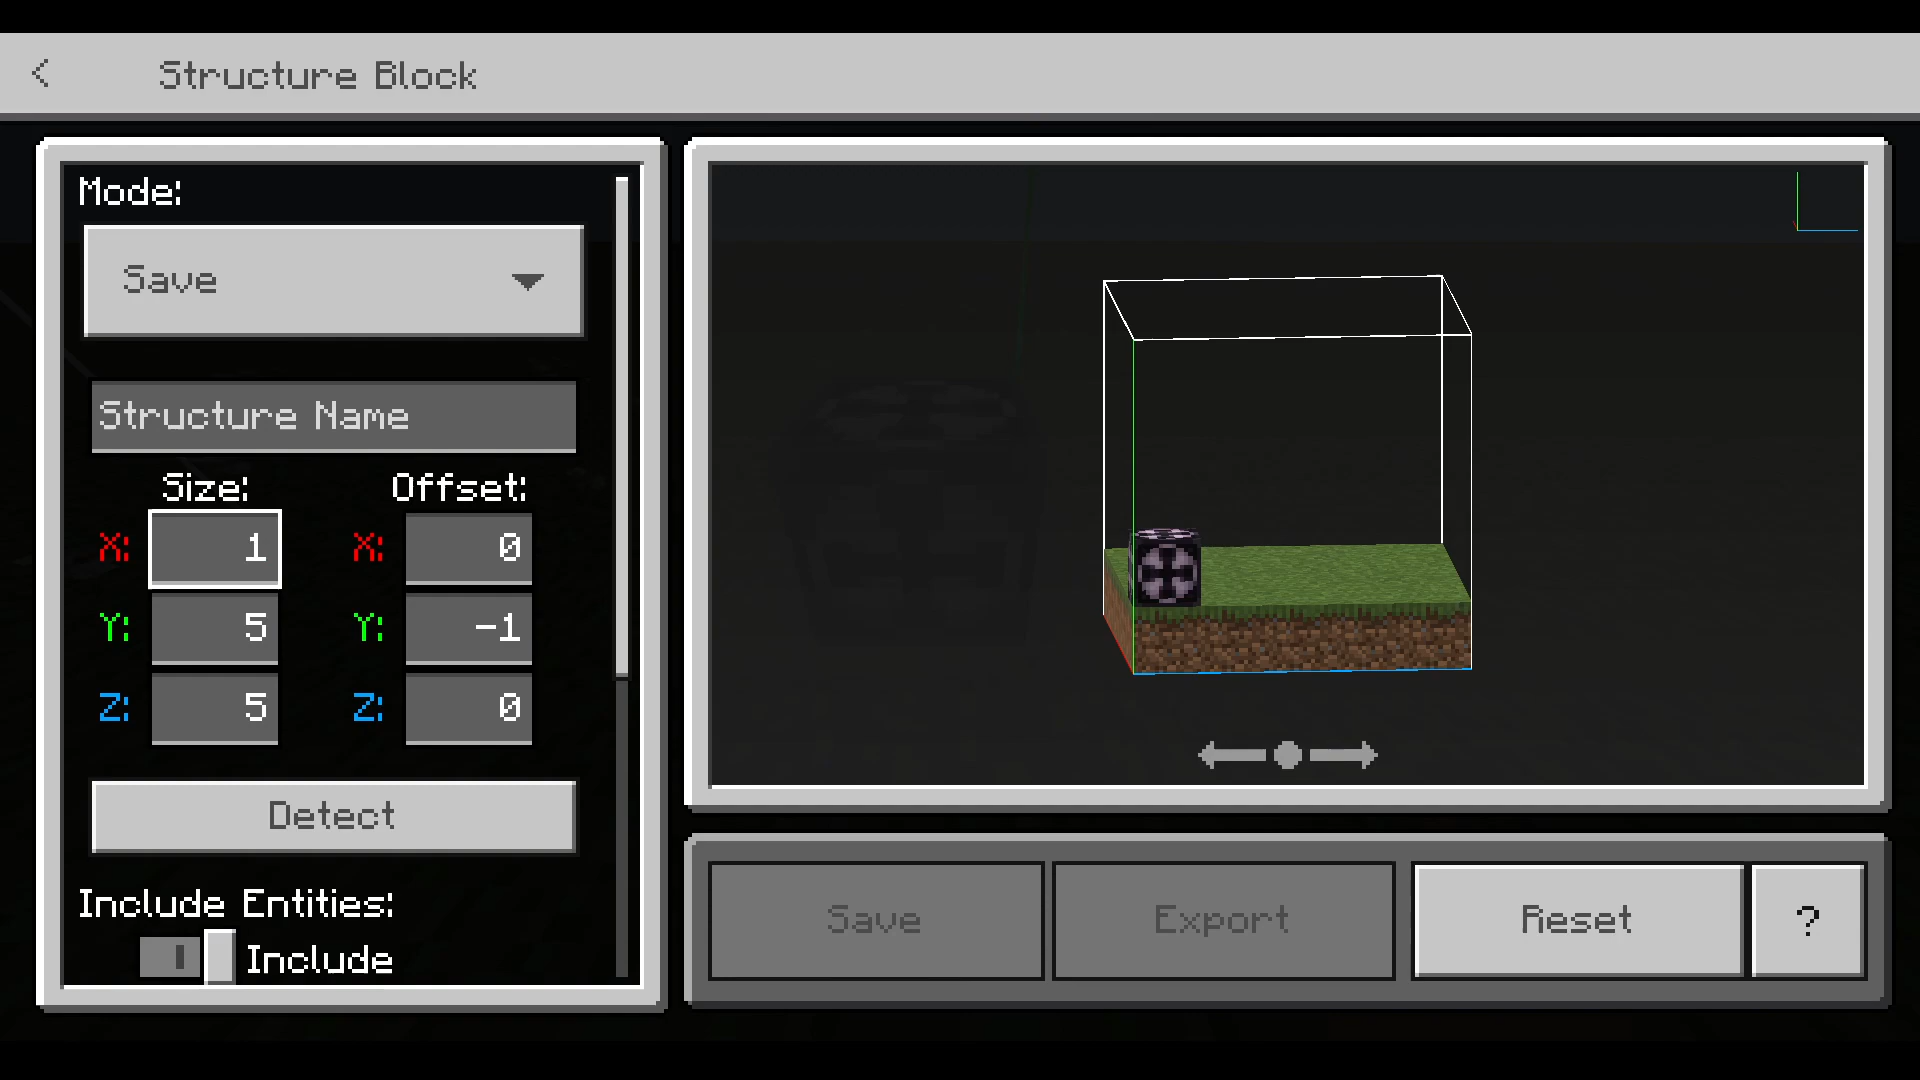 < Structure Block
Mode:
Save
Structure Name
Size: Offset:
X: 1 X: 0
Y: 5 Y: -1
Z: 5 Z: 0
Detect
Include Entities:
Include
Save Export Reset ?